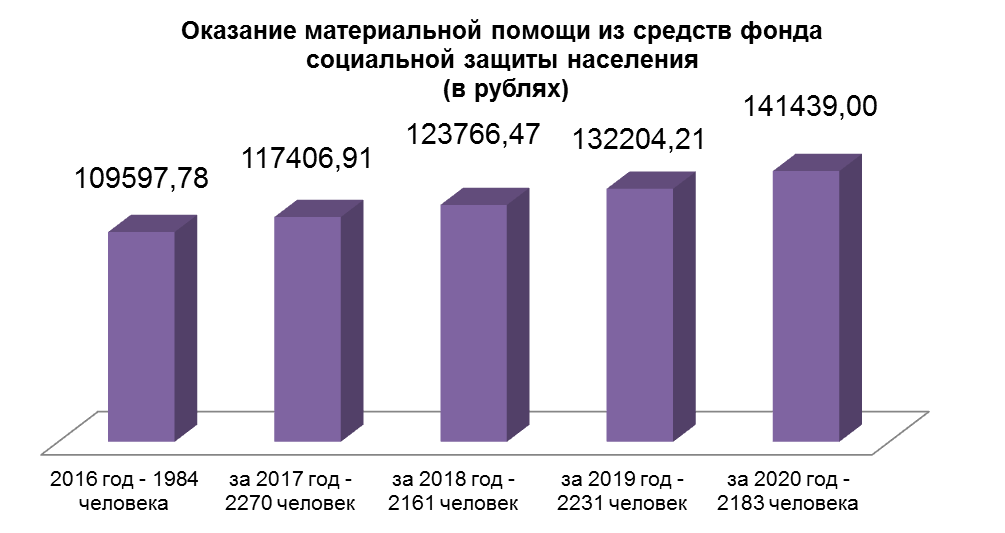 Оказание материальной помощи из средств фонда
социальной защиты населения
(в рублях)
109597,78
117406,91
123766,47
132204,21
141439,00
2016 год - 1984
человека
за 2017 год -
2270 человек
за 2018 год -
2161 человек
за 2019 год -
2231 человек
за 2020 год -
2183 человека